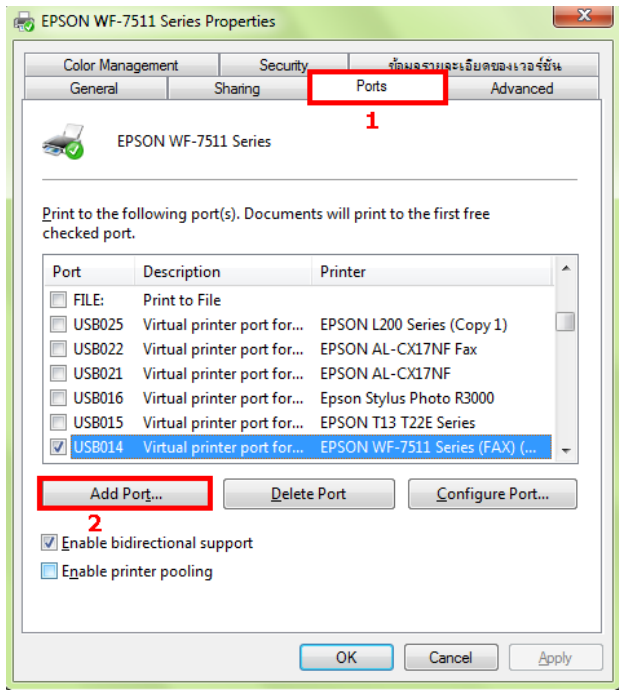 EPSON WF-7511 Series Properties
Color Management Security ข้อมูลรายละเอียดของเวอร์ชัน
General Sharing Ports Advanced
1
EPSON WF-7511 Series
Print to the following port(s). Documents will print to the first free
checked port.
Port Description Printer
FILE: Print to File
USB025 Virtual printer port for... EPSON L200 Series (Copy 1)
USB022 Virtual printer port for... EPSON AL-CX17NF Fax
USB021 Virtual printer port for... EPSON AL-CX17NF
USB016 Virtual printer port for... Epson Stylus Photo R3000
USB015 Virtual printer port for... EPSON T13 T22E Series
USB014 Virtual printer port for... EPSON WF-7511 Series (FAX) (...
Add Port... Delete Port Configure Port...
2
Enable bidirectional support
Enable printer pooling
OK Cancel Apply